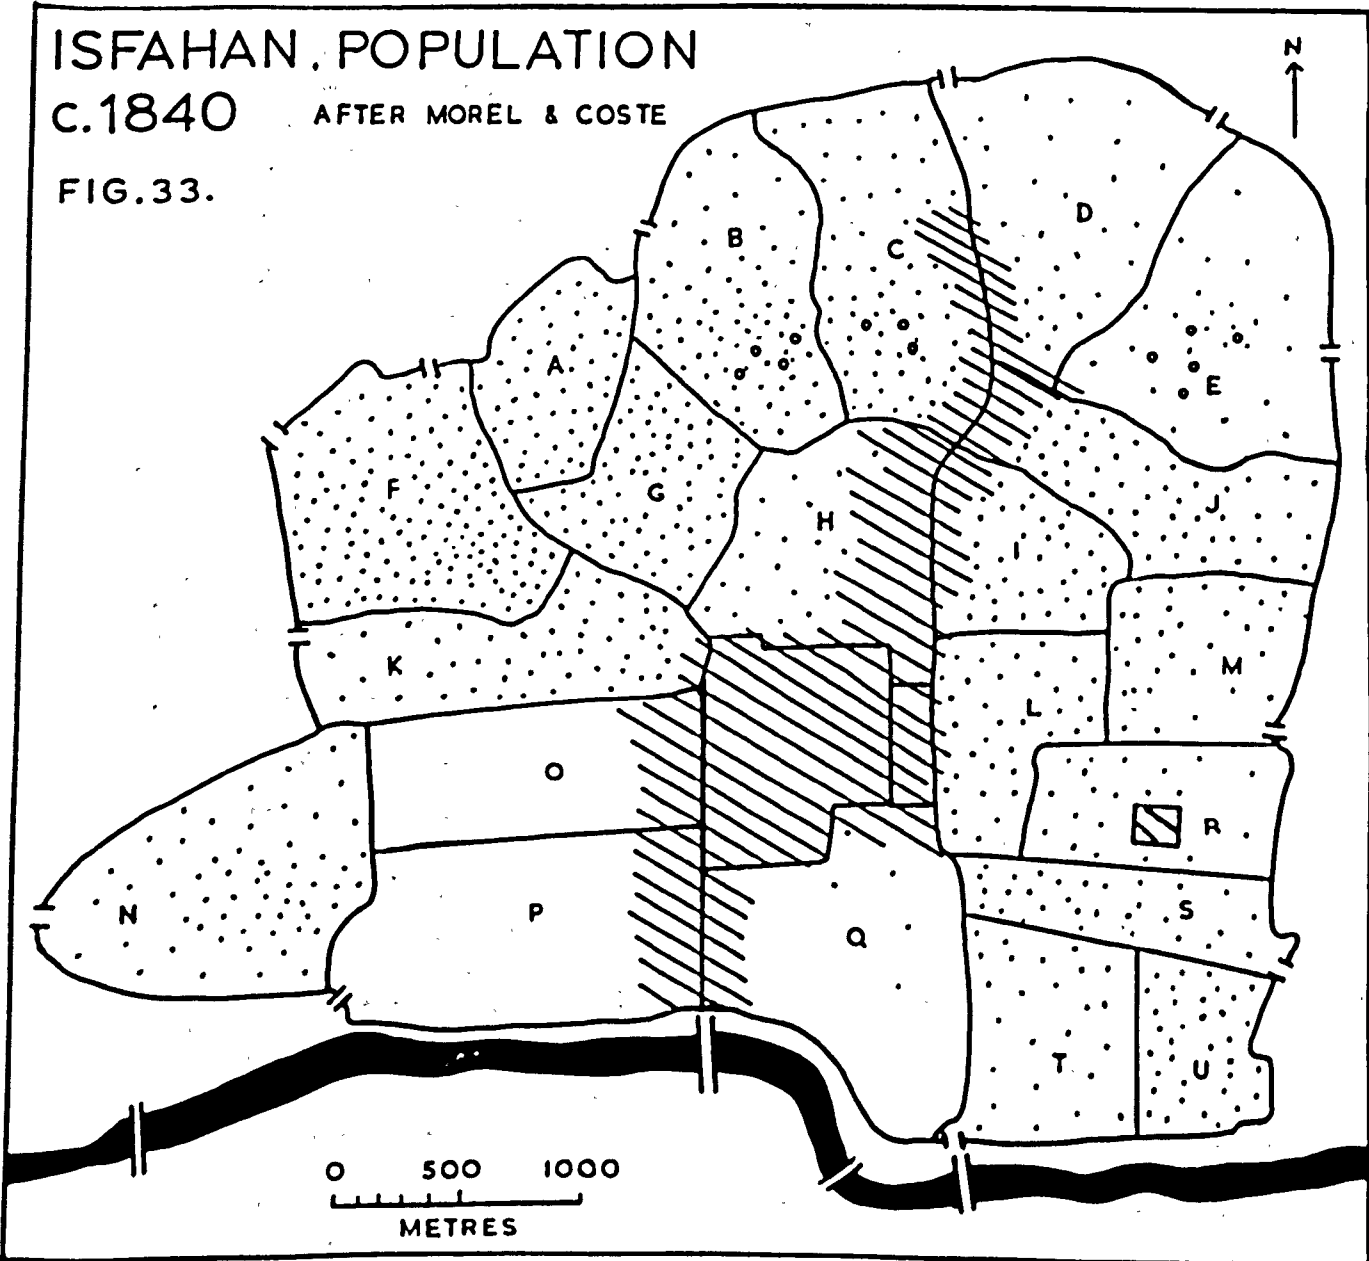 ISFAHAN. POPULATION
c.1840 AFTER MOREL & COSTE
FIG.33.
N
D
B
C
A
E
F
G
H
J
I
K
M
L
O
R
N
P
S
Q
T
U
0 500 1000
METRES